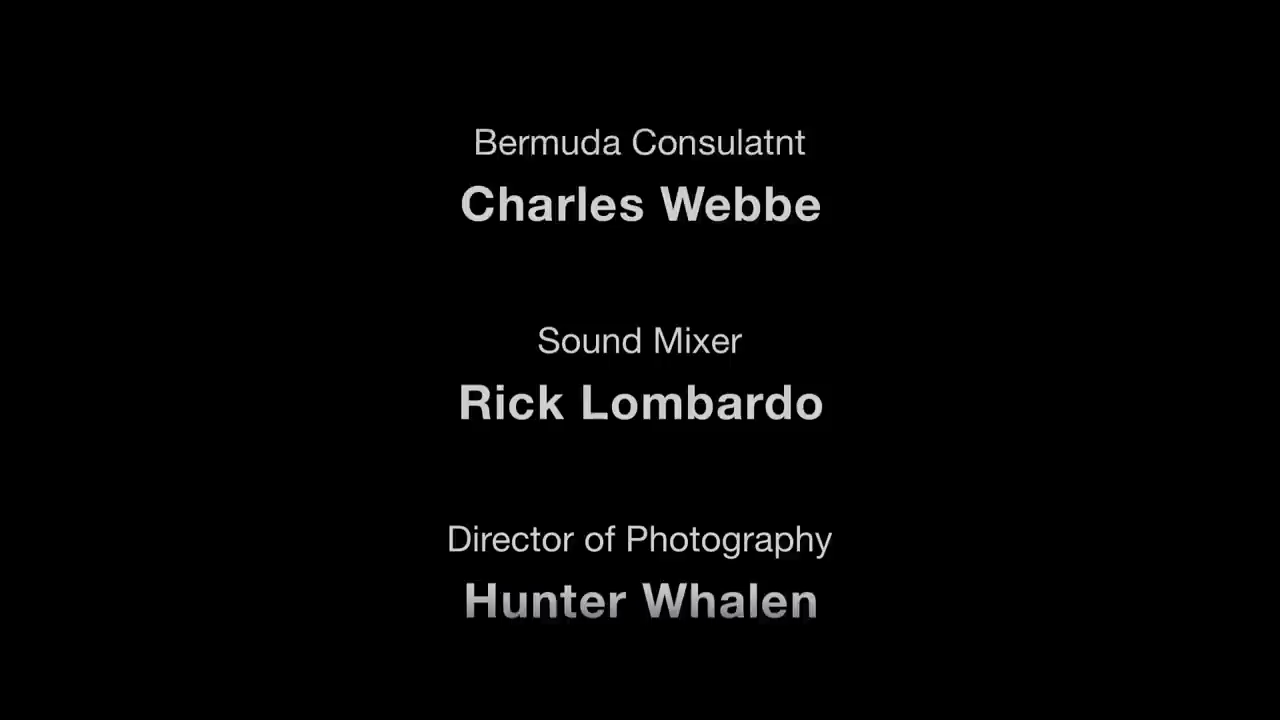 Bermuda Consulatnt
Charles Webbe
Sound Mixer
Rick Lombardo
Director of Photography
Hunter Whalen